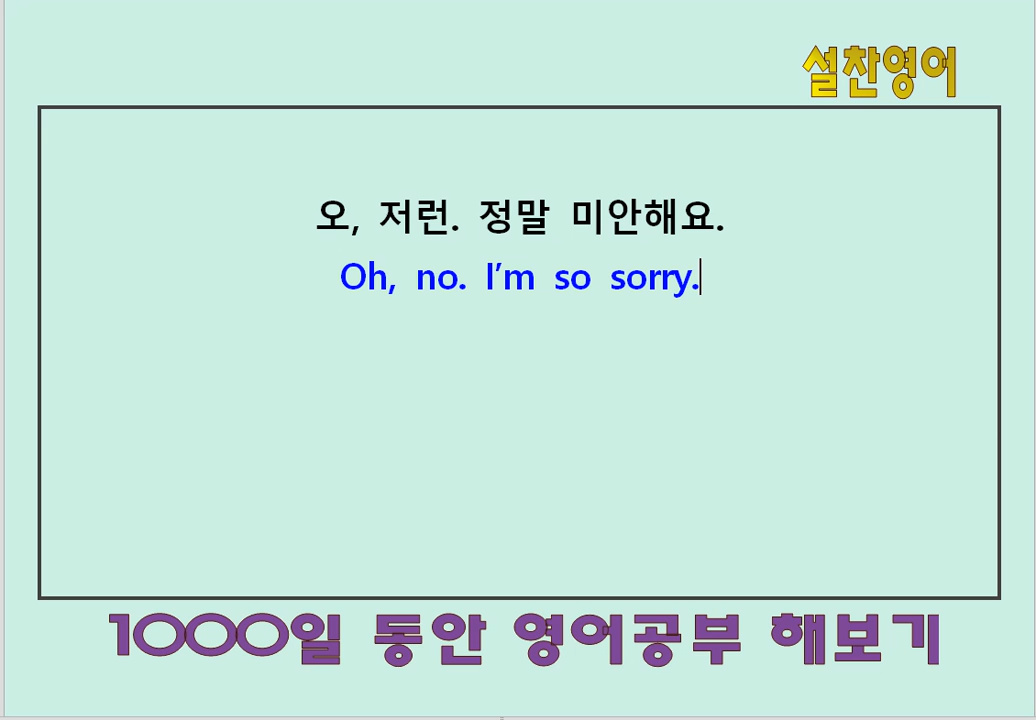 설찬영어
오, 저런. 정말 미안해요.
Oh, no. I'm so sorry.
1000일 동안 영어공부 해보기